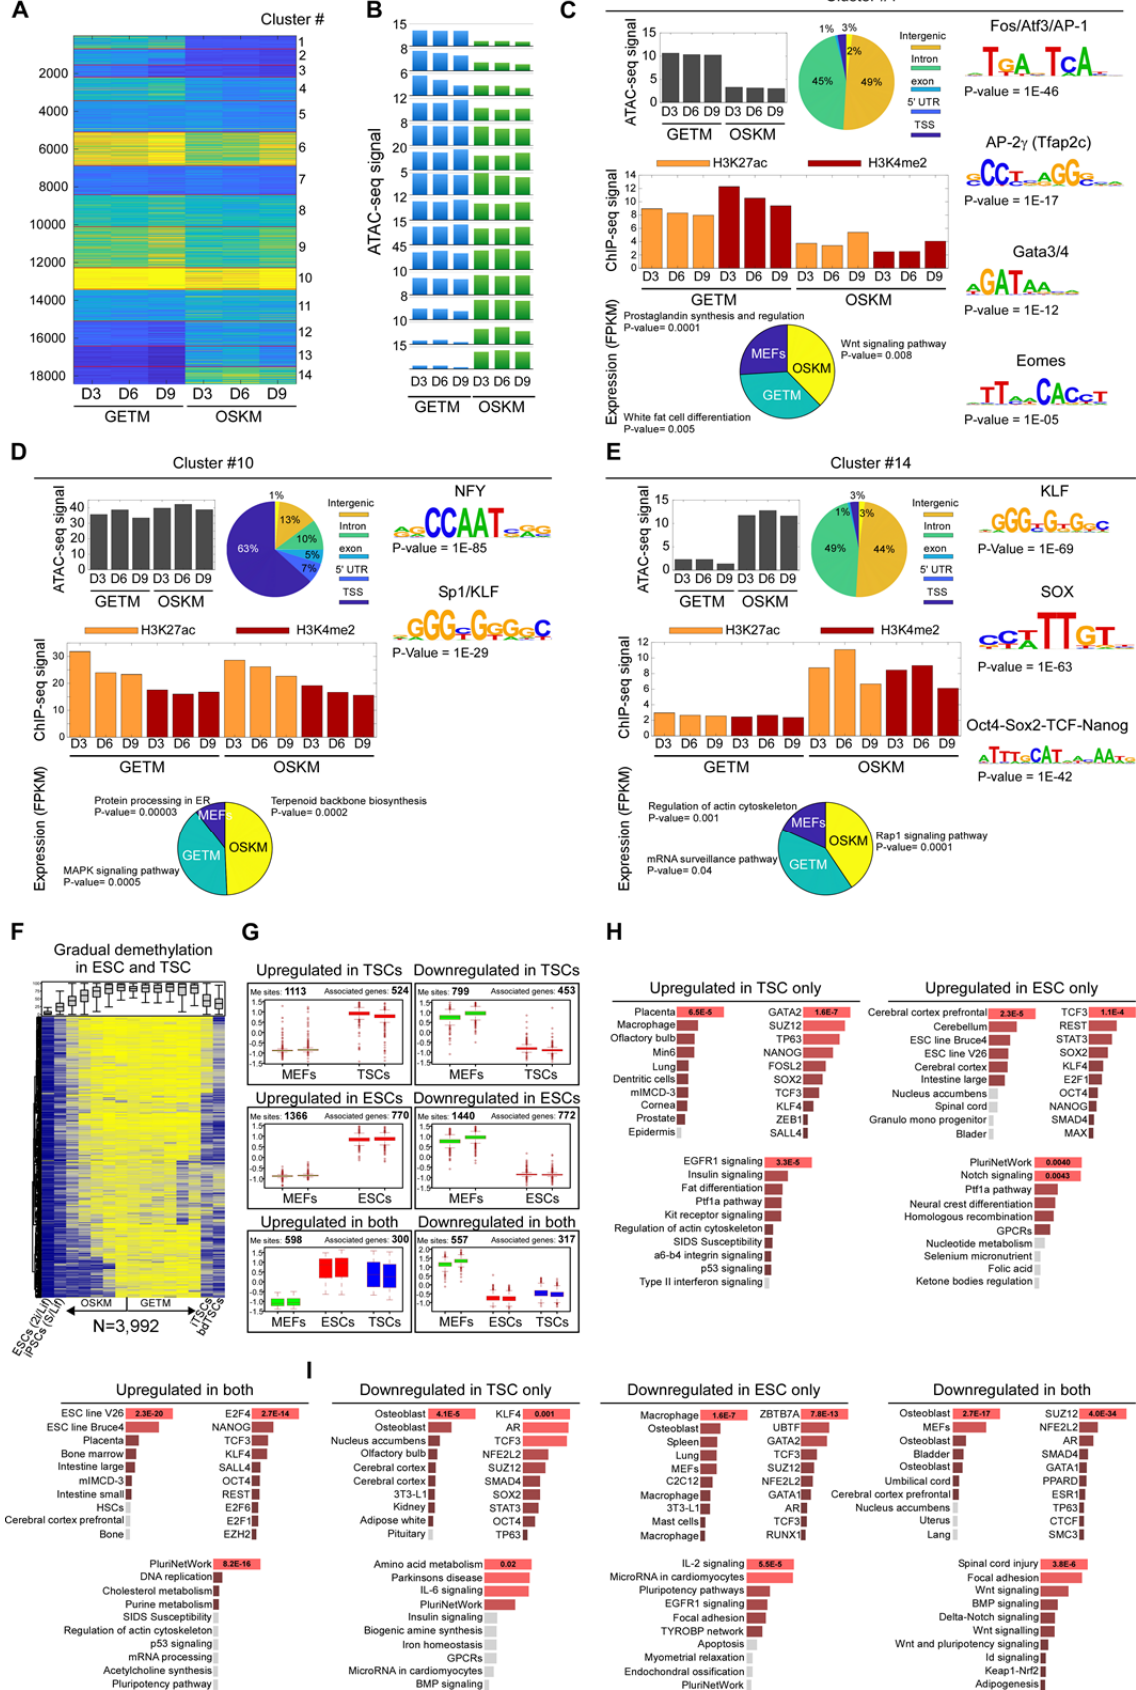 A
Cluster #
1
2
3
4
5
6
7
8
9
10
11
12
13
14
2000
4000
6000
8000
10000
12000
14000
16000
18000
D3 D6 D9 D3 D6 D9
GETM OSKM
B
ATAC-seq signal
15
8
6
12
8
20
5
12
15
45
10
8
10
15
D3 D6 D9 D3 D6 D9
GETM OSKM
C
ATAC-seq signal
15
10
5
0
D3 D6 D9 D3 D6 D9
GETM OSKM
1% 3%
2%
45% 49%
Intergenic
Intron
exon
5' UTR
TSS
Fos/Atf3/AP-1
P-value = 1E-46
AP-2γ (Tfap2c)
P-value = 1E-17
Gata3/4
P-value = 1E-12
Eomes
P-value = 1E-05
H3K27ac H3K4me2
ChIP-seq signal
14
12
10
8
6
4
2
0
D3 D6 D9 D3 D6 D9 D3 D6 D9 D3 D6 D9
GETM OSKM
Expression (FPKM)
Prostaglandin synthesis and regulation
P-value= 0.0001
Wnt signaling pathway
P-value= 0.008
MEFs
OSKM
GETM
White fat cell differentiation
P-value= 0.005
D
Cluster #10
ATAC-seq signal
40
30
20
10
0
D3 D6 D9 D3 D6 D9
GETM OSKM
1%
13%
10%
5%
7%
63%
Intergenic
Intron
exon
5' UTR
TSS
NFY
P-value = 1E-85
Sp1/KLF
P-Value = 1E-29
H3K27ac H3K4me2
ChIP-seq signal
30
20
10
0
D3 D6 D9 D3 D6 D9 D3 D6 D9 D3 D6 D9
GETM OSKM
Expression (FPKM)
Protein processing in ER
P-value= 0.00003
Terpenoid backbone biosynthesis
P-value= 0.0002
MEFs
OSKM
GETM
MAPK signaling pathway
P-value= 0.0005
E
Cluster #14
ATAC-seq signal
15
10
5
0
D3 D6 D9 D3 D6 D9
GETM OSKM
3%
1% 3%
49% 44%
Intergenic
Intron
exon
5' UTR
TSS
KLF
P-Value = 1E-69
SOX
P-value = 1E-63
Oct4-Sox2-TCF-Nanog
P-value = 1E-42
H3K27ac H3K4me2
ChIP-seq signal
12
10
8
6
4
2
0
D3 D6 D9 D3 D6 D9 D3 D6 D9 D3 D6 D9
GETM OSKM
Expression (FPKM)
Regulation of actin cytoskeleton
P-value= 0.001
MEFs
OSKM
GETM
Rap1 signaling pathway
P-value= 0.0001
mRNA surveillance pathway
P-value= 0.04
F
Gradual demethylation
in ESC and TSC
ESCs (2i/Lif)
iPSCs (S/Lif)
OSKM GETM
iTSCs
bdTSCs
N=3,992
G
Upregulated in TSCs
Me sites: 1113 Associated genes: 524
MEFs TSCs
Downregulated in TSCs
Me sites: 799 Associated genes: 453
MEFs TSCs
Upregulated in ESCs
Me sites: 1366 Associated genes: 770
MEFs ESCs
Downregulated in ESCs
Me sites: 1440 Associated genes: 772
MEFs ESCs
Upregulated in both
Me sites: 598 Associated genes: 300
MEFs ESCs TSCs
Downregulated in both
Me sites: 557 Associated genes: 317
MEFs ESCs TSCs
H
Upregulated in TSC only
Placenta 6.5E-5
Macrophage
Olfactory bulb
Min6
Lung
Dentritic cells
mIMCD-3
Cornea
Prostate
Epidermis
GATA2 1.6E-7
SUZ12
TP63
NANOG
FOSL2
SOX2
TCF3
KLF4
ZEB1
SALL4
EGFR1 signaling 3.3E-5
Insulin signaling
Fat differentiation
Ptf1a pathway
Kit receptor signaling
Regulation of actin cytoskeleton
SIDS Susceptibility
a6-b4 integrin signaling
p53 signaling
Type II interferon signaling
Upregulated in ESC only
Cerebral cortex prefrontal 2.3E-5
Cerebellum
ESC line Bruce4
ESC line V26
Cerebral cortex
Intestine large
Nucleus accumbens
Spinal cord
Granulo mono progenitor
Blader
TCF3 1.1E-4
REST
STAT3
SOX2
KLF4
E2F1
OCT4
NANOG
SMAD4
MAX
PluriNetWork 0.0040
Notch signaling 0.0043
Ptf1a pathway
Neural crest differentiation
Homologous recombination
GPCRs
Nucleotide metabolism
Selenium micronutrient
Folic acid
Ketone bodies regulation
Upregulated in both
ESC line V26 2.3E-20
ESC line Bruce4
Placenta
Bone marrow
Intestine large
mIMCD-3
Intestine small
HSCs
Cerebral cortex prefrontal
Bone
E2F4 2.7E-14
NANOG
TCF3
KLF4
SALL4
OCT4
REST
E2F6
E2F1
EZH2
PluriNetWork 8.2E-16
DNA replication
Cholesterol metabolism
Purine metabolism
SIDS Susceptibility
Regulation of actin cytoskeleton
p53 signaling
mRNA processing
Acetylcholine synthesis
Pluripotency pathway
I
Downregulated in TSC only
Osteoblast 4.1E-5
Osteoblast
Nucleus accumbens
Olfactory bulb
Cerebral cortex
Cerebral cortex
3T3-L1
Kidney
Adipose white
Pituitary
KLF4 0.001
AR
TCF3
NFE2L2
SUZ12
SMAD4
SOX2
STAT3
OCT4
TP63
Amino acid metabolism 0.02
Parkinsons disease
IL-6 signaling
PluriNetWork
Insulin signaling
Biogenic amine synthesis
Iron homeostasis
GPCRs
MicroRNA in cardiomyocytes
BMP signaling
Downregulated in ESC only
Macrophage 1.6E-7
Osteoblast
Spleen
Lung
MEFs
C2C12
Macrophage
3T3-L1
Mast cells
Macrophage
ZBTB7A 7.8E-13
UBTF
GATA2
TCF3
SUZ12
NFE2L2
GATA1
AR
TCF3
RUNX1
IL-2 signaling 5.5E-5
MicroRNA in cardiomyocytes
Pluripotency pathways
EGFR1 signaling
Focal adhesion
TYROBP network
Apoptosis
Myometrial relaxation
Endochondral ossification
PluriNetWork
Downregulated in both
Osteoblast 2.7E-17
MEFs
Osteoblast
Bladder
Osteoblast
Umbilical cord
Cerebral cortex prefrontal
Nucleus accumbens
Uterus
Lang
SUZ12 4.0E-34
NFE2L2
AR
SMAD4
GATA1
PPARD
ESR1
TP63
CTCF
SMC3
Spinal cord injury 3.8E-6
Focal adhesion
Wnt signaling
BMP signaling
Delta-Notch signaling
Wnt signalling
Wnt and pluripotency signaling
Id signaling
Keap1-Nrf2
Adipogenesis